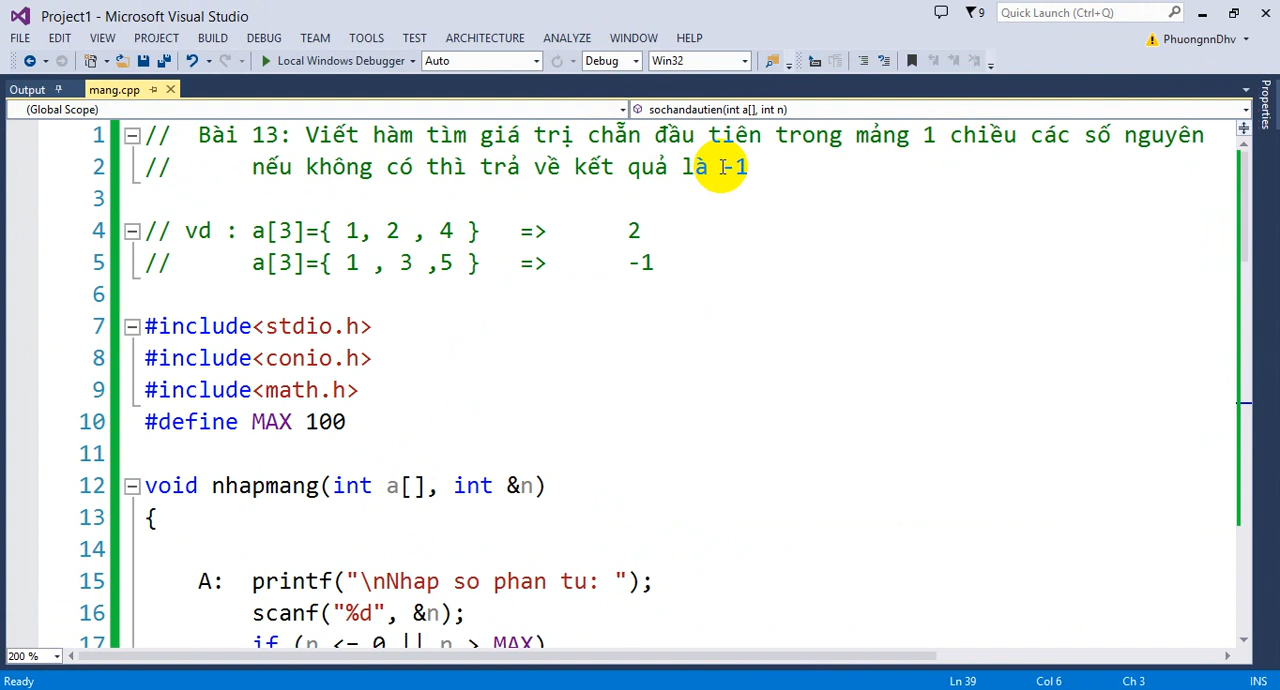 Project1 - Microsoft Visual Studio
9
Quick Launch (Ctrl+Q)
FILE EDIT VIEW PROJECT BUILD DEBUG TEAM TOOLS TEST ARCHITECTURE ANALYZE WINDOW HELP
PhuongnnDhv
Local Windows Debugger Auto Debug Win32
Output mang.cpp
(Global Scope) sochandautien(int a[], int n)
Properties
1 // Bài 13: Viết hàm tìm giá trị chẵn đầu tiên trong mảng 1 chiều các số nguyên
2 // nếu không có thì trả về kết quả là -1
3
4 // vd : a[3]={ 1, 2 , 4 } => 2
5 // a[3]={ 1 , 3 ,5 } => -1
6
7 #include<stdio.h>
8 #include<conio.h>
9 #include<math.h>
10 #define MAX 100
11
12 void nhapmang(int a[], int &n)
13 {
14
15 A: printf("\nNhap so phan tu: ");
16 scanf("%d", &n);
17 if (n <= 0 || n > MAX)
200 %
Ready Ln 39 Col 6 Ch 3 INS